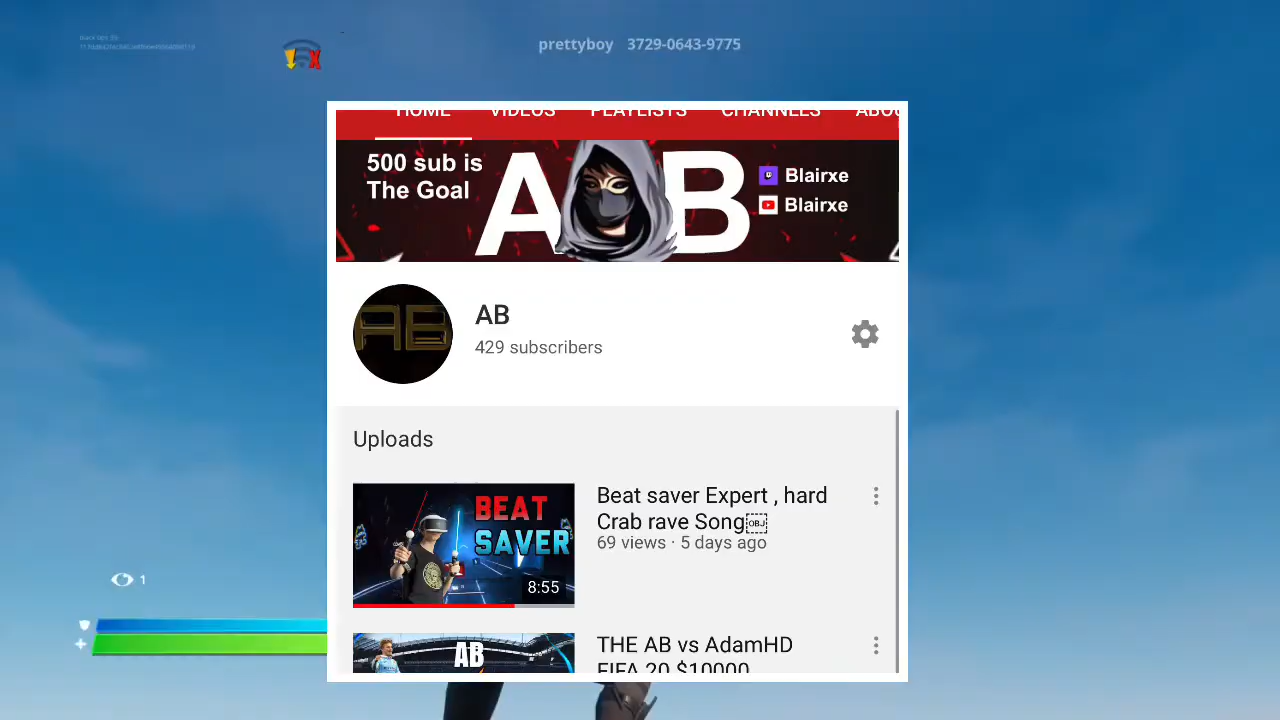 prettyboy 3729-0643-9775
HOME VIDEOS PLAYLISTS CHANNELS ABOU
500 sub is
The Goal
AB
Blairxe
Blairxe
AB
AB
429 subscribers
Uploads
BEAT
SAVER
8:55
Beat saver Expert , hard
Crab rave Song￼
69 views · 5 days ago
AB
THE AB vs AdamHD
FIFA 20 $10000
1